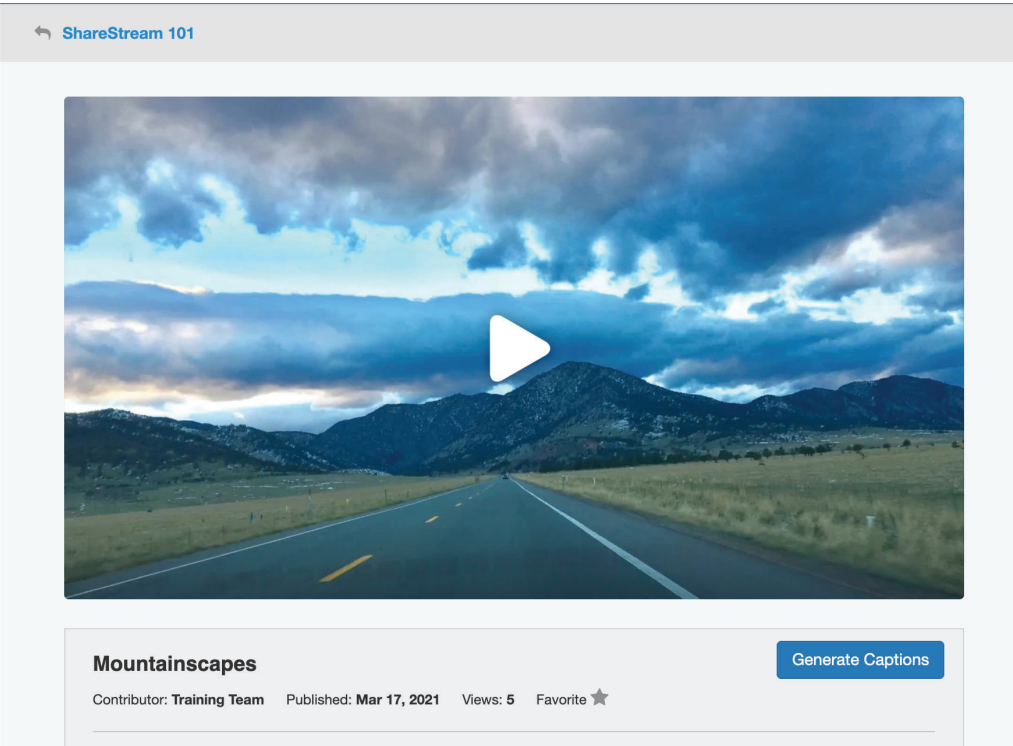 ShareStream 101
Mountainscapes
Generate Captions
Contributor: Training Team Published: Mar 17, 2021 Views: 5 Favorite